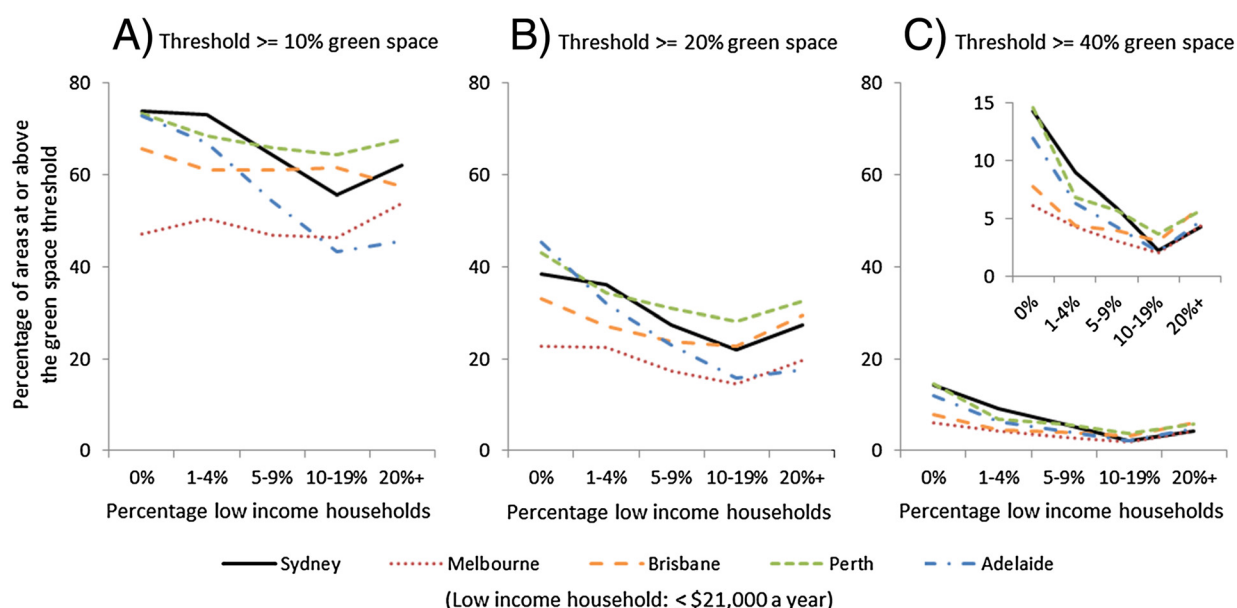 A) Threshold >= 10% green space
B) Threshold >= 20% green space
C) Threshold >= 40% green space
Percentage of areas at or above
the green space threshold
80
60
40
20
0
0% 1-4% 5-9% 10-19% 20%+
Percentage low income households
80
60
40
20
0
0% 1-4% 5-9% 10-19% 20%+
Percentage low income households
80
60
40
20
0
0% 1-4% 5-9% 10-19% 20%+
Percentage low income households
15
10
5
0
0% 1-4% 5-9% 10-19% 20%+
Sydney Melbourne Brisbane Perth Adelaide
(Low income household: < $21,000 a year)